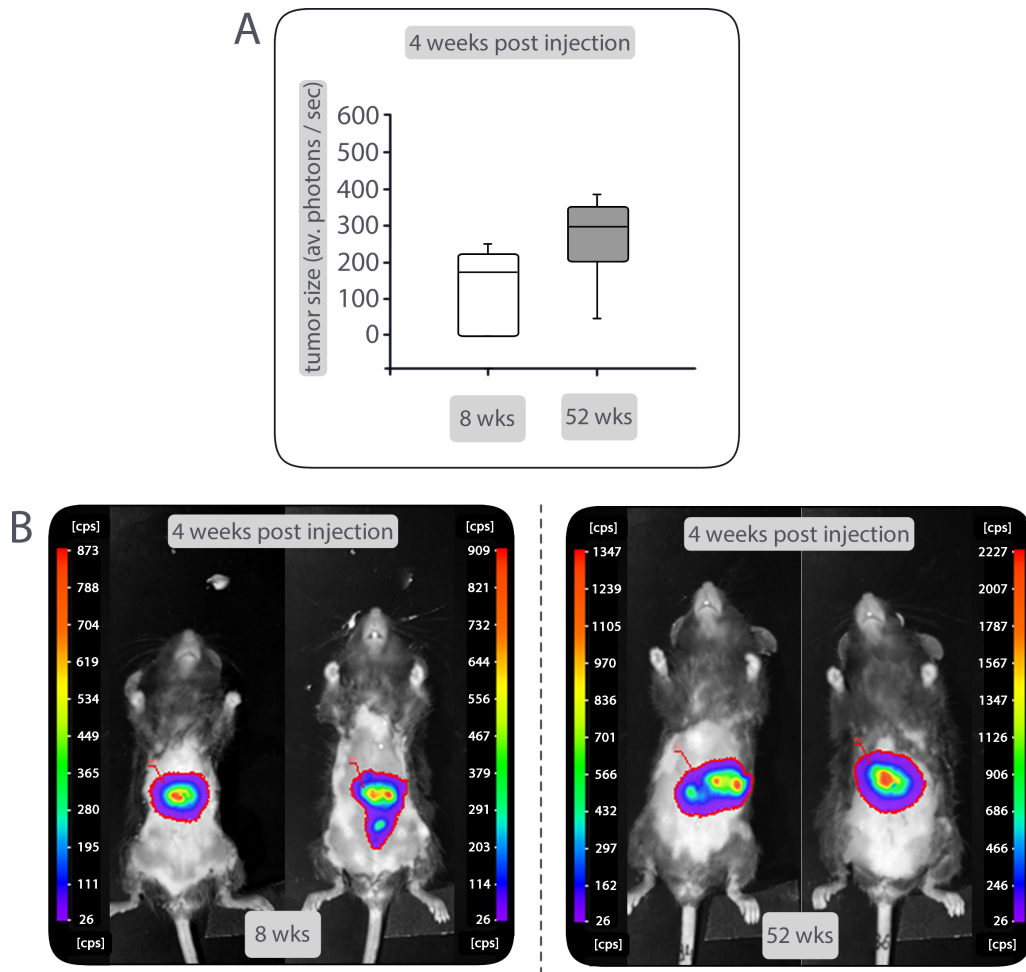 A
4 weeks post injection
tumor size (av. photons / sec)
600
500
400
300
200
100
0
8 wks
52 wks
B
4 weeks post injection
[cps]
873
788
704
619
534
449
365
280
195
111
26
[cps]
[cps]
909
821
732
644
556
467
379
291
203
114
26
[cps]
8 wks
4 weeks post injection
[cps]
1347
1239
1105
970
836
701
566
432
297
162
26
[cps]
[cps]
2227
2007
1787
1567
1347
1126
906
686
466
246
26
[cps]
52 wks